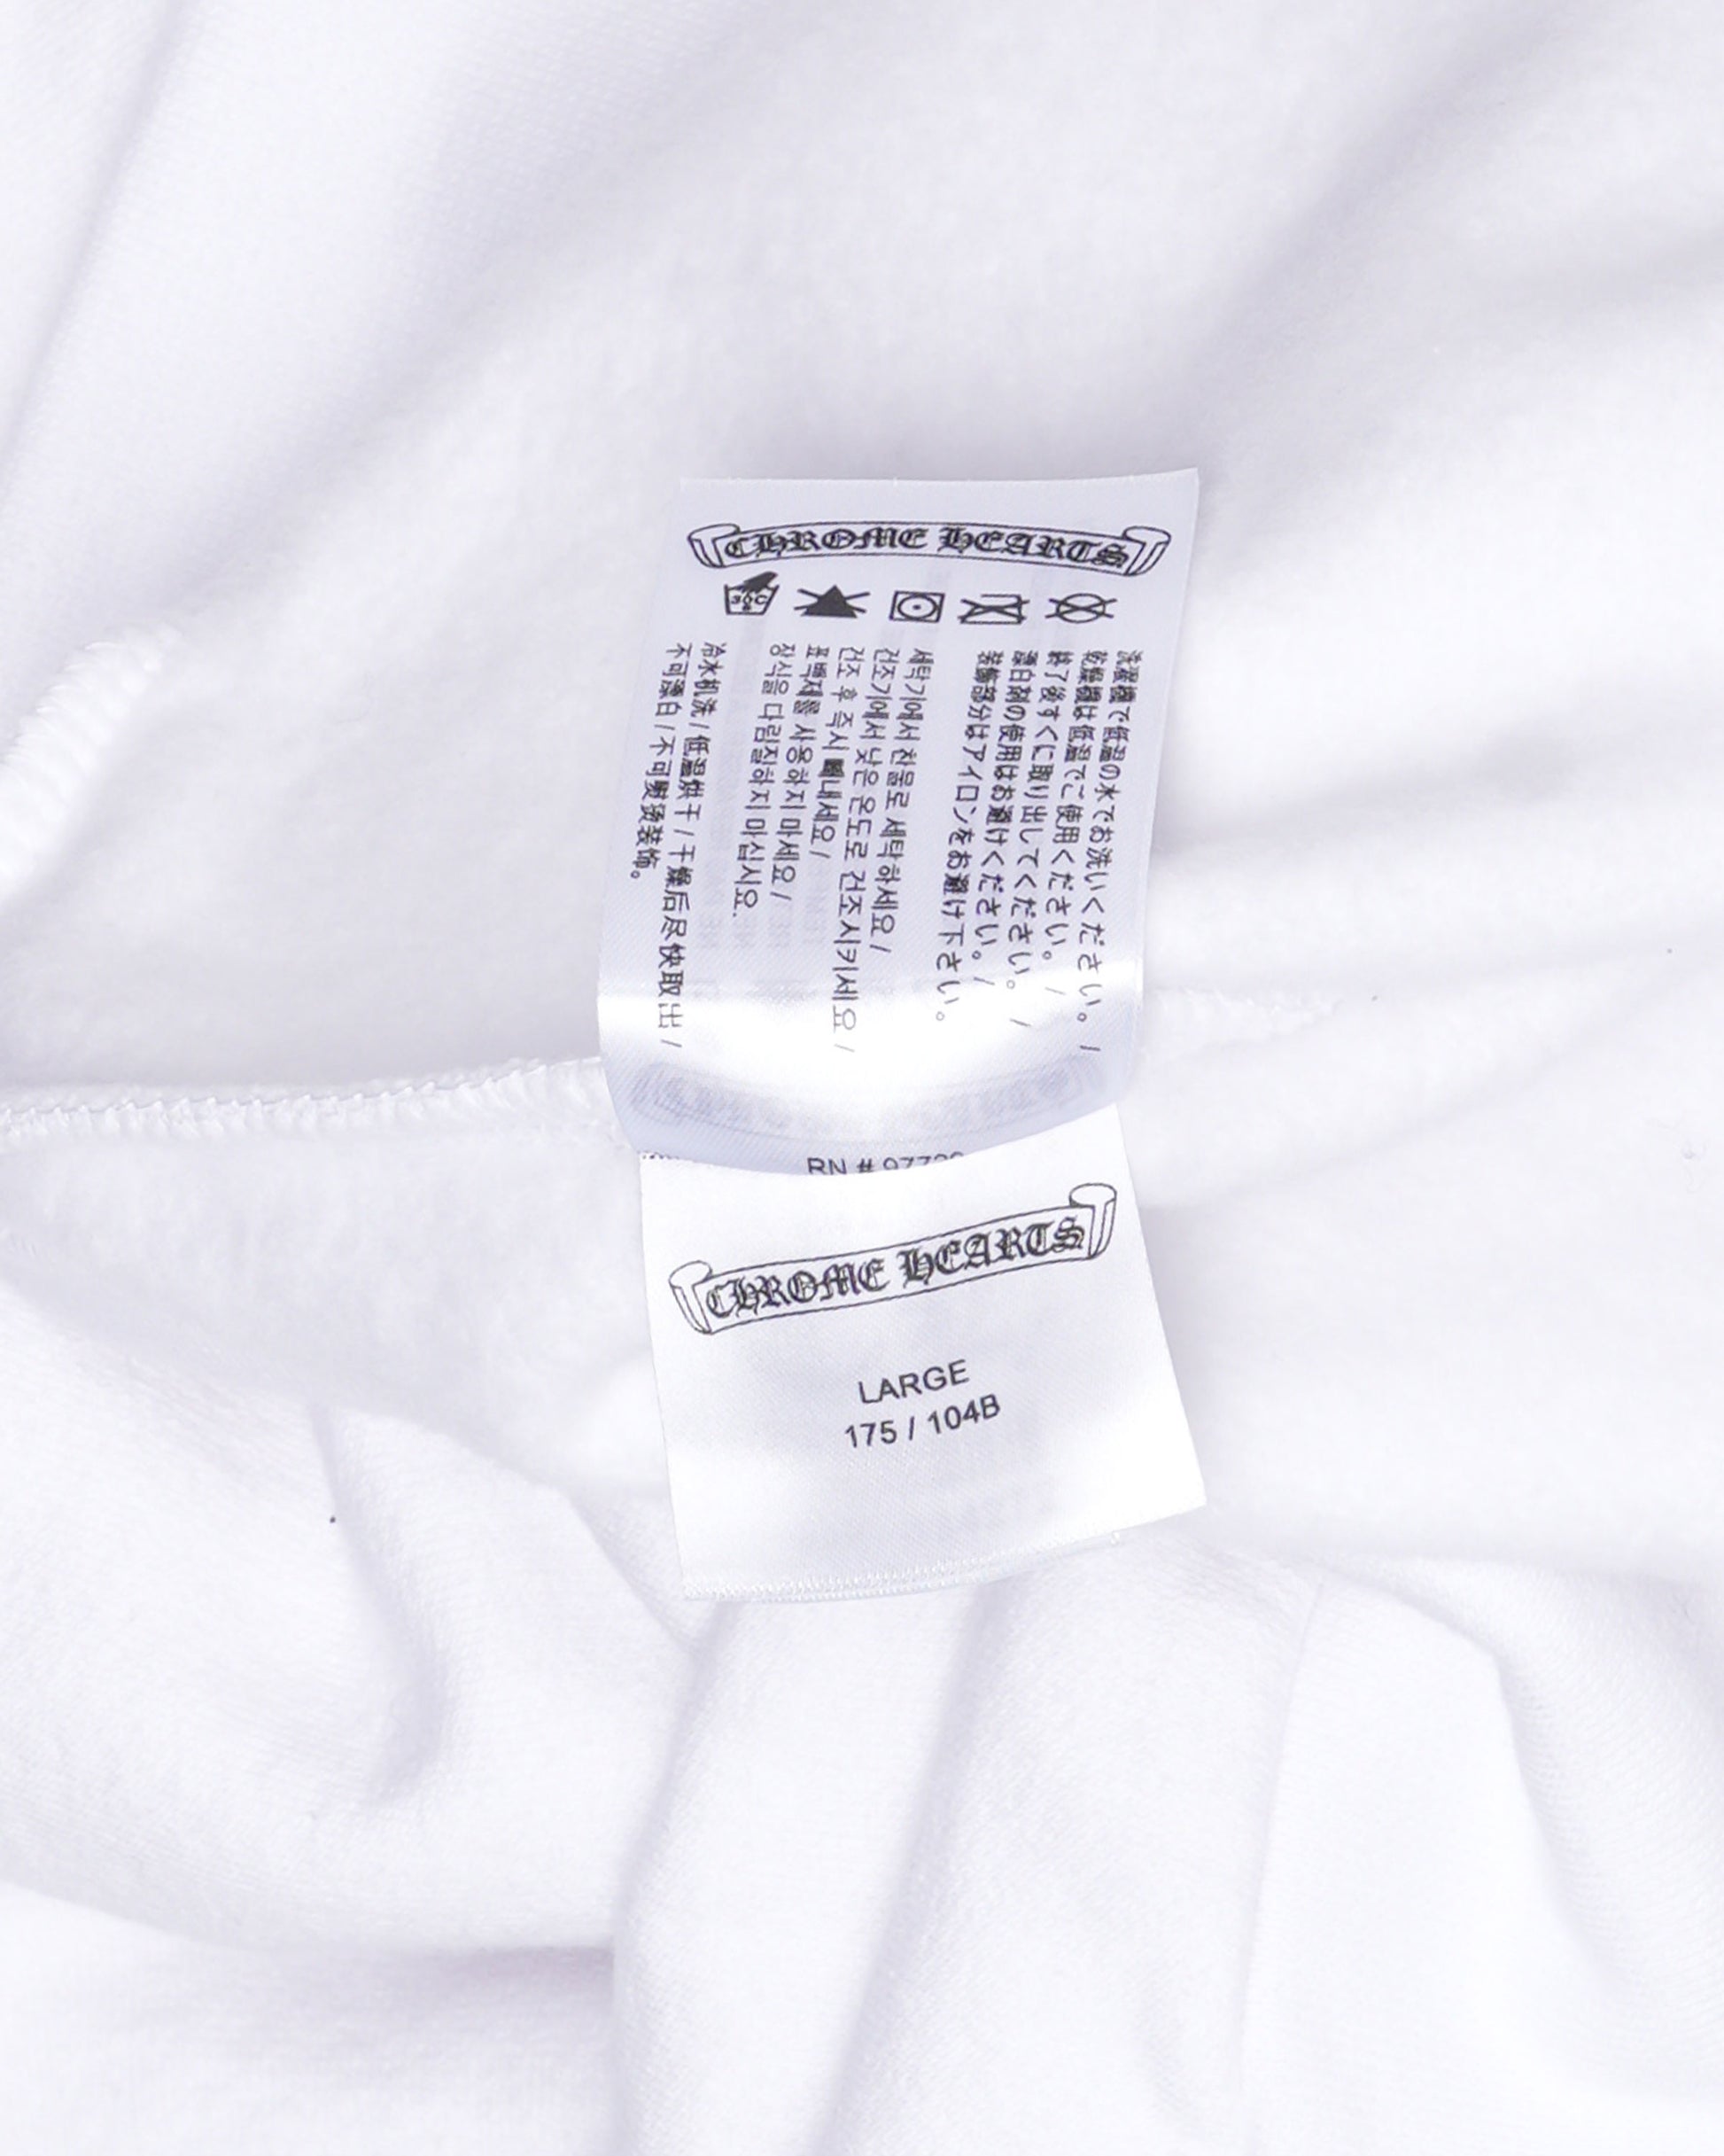 CHROME HEARTS
30°C
洗濯機で低温の水でお洗いください。/
乾燥機は低温でご使用ください。/
終了後すぐに取り出してください。/
漂白剤の使用はお避けください。/
装飾部分はアイロンをお避け下さい。
세탁기에서 찬물로 세탁하세요 /
건조기에서 낮은 온도로 건조시키세요 /
건조 후 즉시 꺼내세요 /
표백제를 사용하지 마세요 /
장식을 다림질하지 마십시요.
冷水机洗 / 低温烘干 / 干燥后尽快取出 /
不可漂白 / 不可熨烫装饰。
RN #
CHROME HEARTS
LARGE
175 / 104B